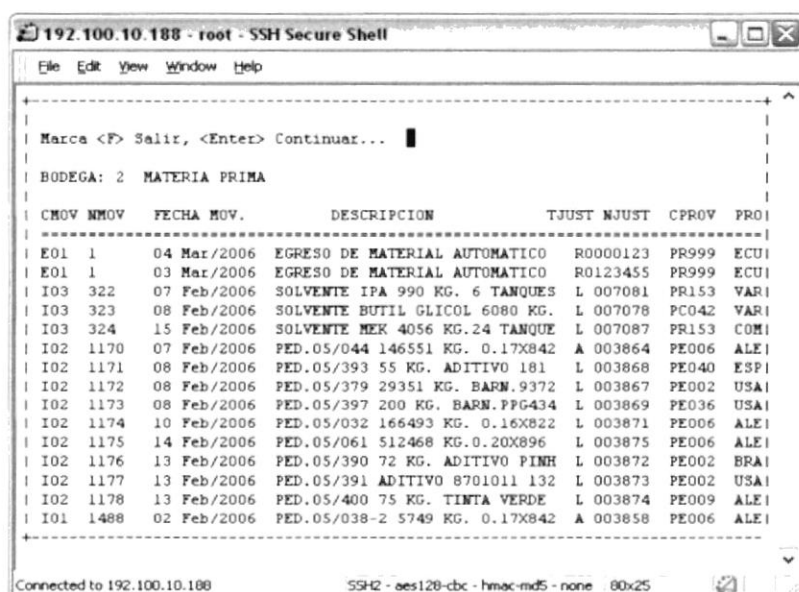 192.100.10.188 - root - SSH Secure Shell
File Edit View Window Help
Marca <F> Salir, <Enter> Continuar...
BODEGA: 2 MATERIA PRIMA
CMOV NMOV FECHA MOV. DESCRIPCION TJUST NJUST CPROV PRO
E01 1 04 Mar/2006 EGRESO DE MATERIAL AUTOMATICO R0000123 PR999 ECU
E01 1 03 Mar/2006 EGRESO DE MATERIAL AUTOMATICO R0123455 PR999 ECU
I03 322 07 Feb/2006 SOLVENTE IPA 990 KG. 6 TANQUES L 007081 PR153 VAR
I03 323 08 Feb/2006 SOLVENTE BUTIL GLICOL 6080 KG. L 007078 PC042 VAR
I03 324 15 Feb/2006 SOLVENTE MEK 4056 KG.24 TANQUE L 007087 PR153 COM
I02 1170 07 Feb/2006 PED.05/044 146551 KG. 0.17X842 A 003864 PE006 ALE
I02 1171 08 Feb/2006 PED.05/393 55 KG. ADITIVO 181 L 003868 PE040 ESP
I02 1172 08 Feb/2006 PED.05/379 29351 KG. BARN.9372 L 003867 PE002 USA
I02 1173 08 Feb/2006 PED.05/397 200 KG. BARN.PPG434 L 003869 PE036 USA
I02 1174 10 Feb/2006 PED.05/032 166493 KG. 0.16X822 L 003871 PE006 ALE
I02 1175 14 Feb/2006 PED.05/061 512468 KG.0.20X896 L 003875 PE006 ALE
I02 1176 13 Feb/2006 PED.05/390 72 KG. ADITIVO PINH L 003872 PE002 BRA
I02 1177 13 Feb/2006 PED.05/391 ADITIVO 8701011 132 L 003873 PE002 USA
I02 1178 13 Feb/2006 PED.05/400 75 KG. TINTA VERDE L 003874 PE009 ALE
I01 1488 02 Feb/2006 PED.05/038-2 5749 KG. 0.17X842 A 003858 PE006 ALE
Connected to 192.100.10.188 SSH2 - aes128-cbc - hmac-md5 - none 80x25